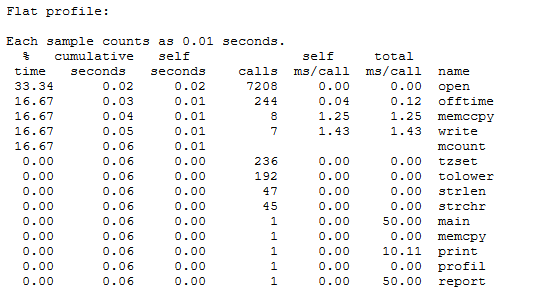 Flat profile:
Each sample counts as 0.01 seconds.
% cumulative self self total
time seconds seconds calls ms/call ms/call name
33.34 0.02 0.02 7208 0.00 0.00 open
16.67 0.03 0.01 244 0.04 0.12 offtime
16.67 0.04 0.01 8 1.25 1.25 memccpy
16.67 0.05 0.01 7 1.43 1.43 write
16.67 0.06 0.01 mcount
0.00 0.06 0.00 236 0.00 0.00 tzset
0.00 0.06 0.00 192 0.00 0.00 tolower
0.00 0.06 0.00 47 0.00 0.00 strlen
0.00 0.06 0.00 45 0.00 0.00 strchr
0.00 0.06 0.00 1 0.00 50.00 main
0.00 0.06 0.00 1 0.00 0.00 memcpy
0.00 0.06 0.00 1 0.00 10.11 print
0.00 0.06 0.00 1 0.00 0.00 profil
0.00 0.06 0.00 1 0.00 50.00 report